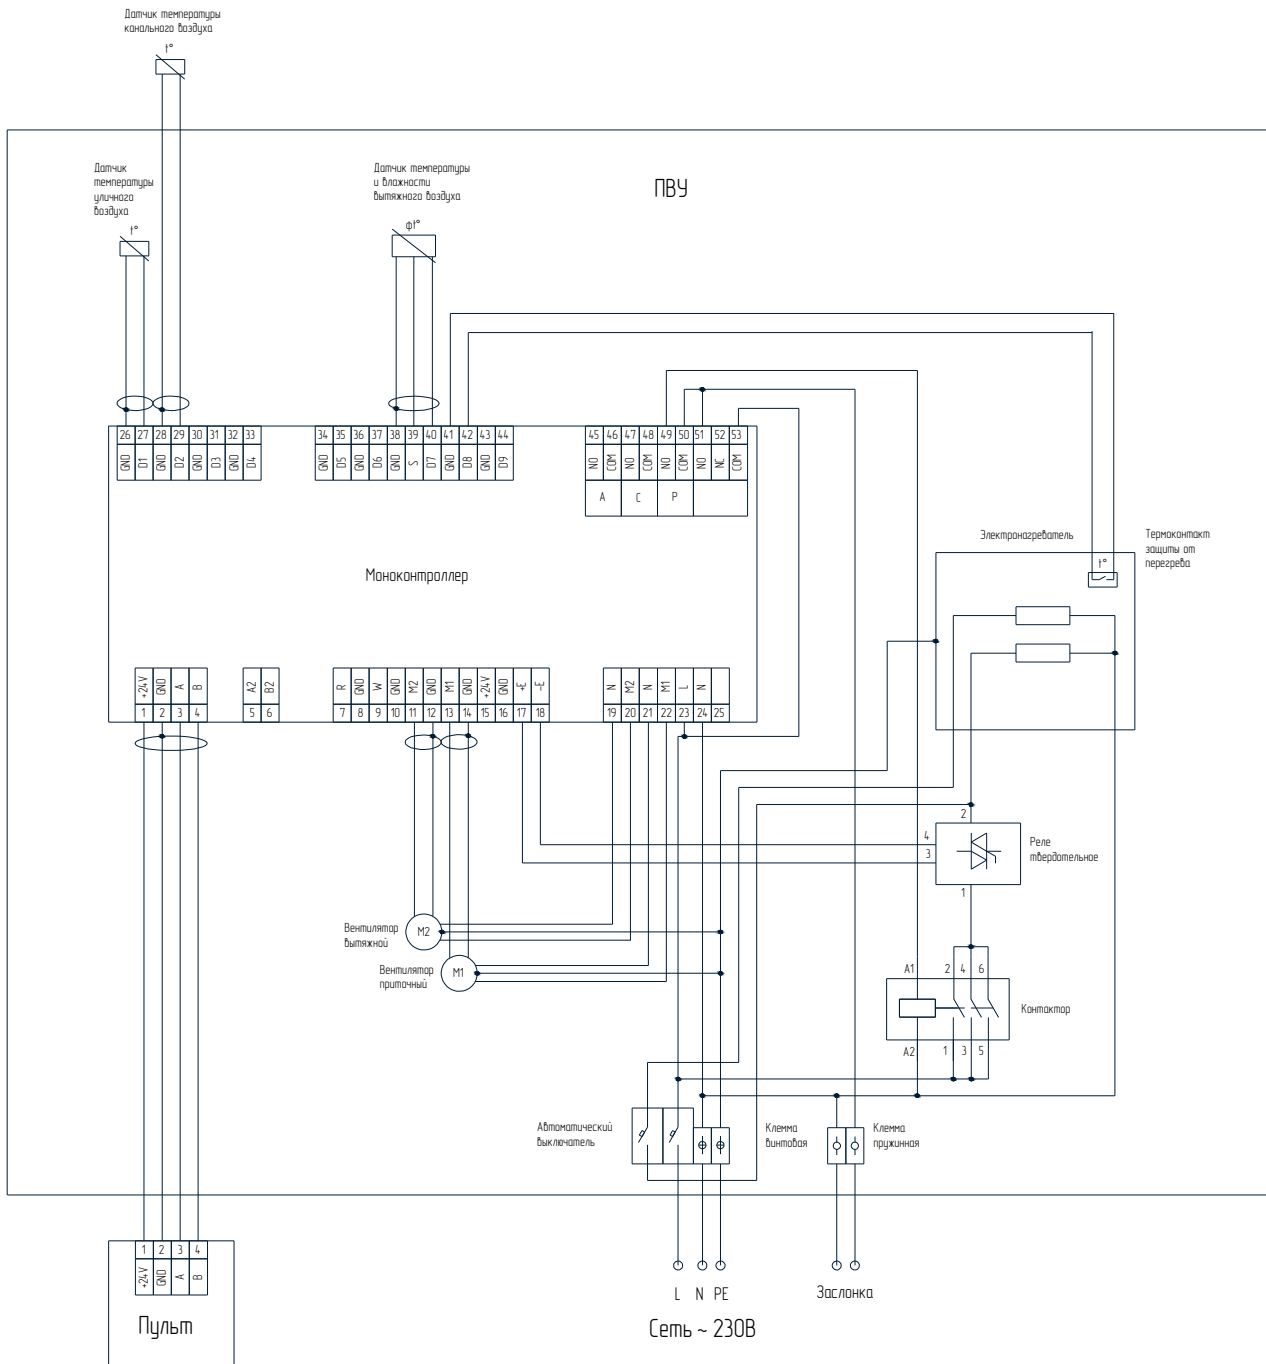 Датчик температуры
канального воздуха
t°
Датчик
температуры
уличного
воздуха
t°
Датчик температуры
и влажности
вытяжного воздуха
φt°
ПВУ
26 27 28 29 30 31 32 33
GND D1 GND D2 GND D3 GND D4
34 35 36 37 38 39 40 41 42 43 44
GND D5 GND D6 GND S D7 GND D8 GND D9
45 46 47 48 49 50 51 52 53
NO COM NO COM NO COM NO NC COM
A C P
Моноконтроллер
Электронагреватель
Термоконтакт
защиты от
перегрева
t°
+24V GND A B
1 2 3 4
A2 B2
5 6
R GND W GND M2 GND M1 GND +24V GND +E -E
7 8 9 10 11 12 13 14 15 16 17 18
N M2 N M1 L N
19 20 21 22 23 24 25
2
4
3
1
Реле
твердотельное
Вентилятор
вытяжной
M2
Вентилятор
приточный
M1
A1 2 4 6
Контактор
A2 1 3 5
Автоматический
выключатель
Клемма
винтовая
Клемма
пружинная
1 2 3 4
+24V GND A B
Пульт
L N PE
Сеть ~ 230В
Заслонка